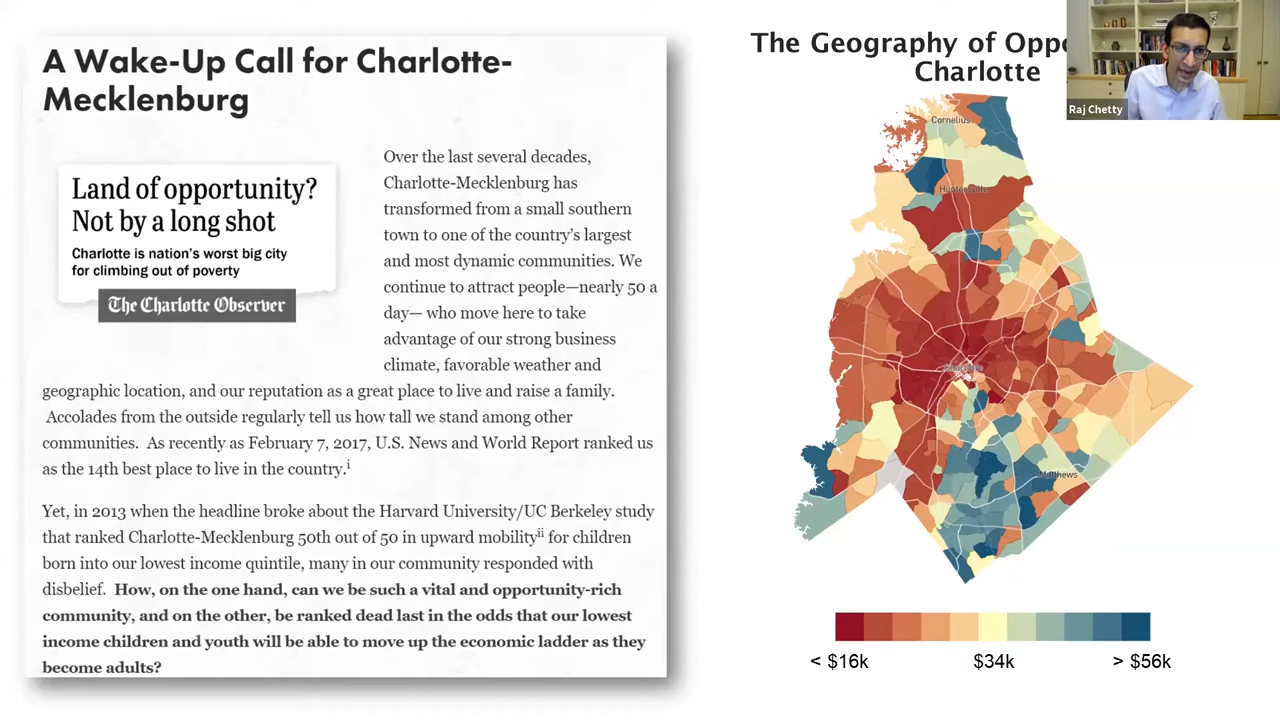 A Wake-Up Call for Charlotte-
Mecklenburg
Land of opportunity?
Not by a long shot
Charlotte is nation's worst big city
for climbing out of poverty
The Charlotte Observer
Over the last several decades,
Charlotte-Mecklenburg has
transformed from a small southern
town to one of the country's largest
and most dynamic communities. We
continue to attract people—nearly 50 a
day— who move here to take
advantage of our strong business
climate, favorable weather and
geographic location, and our reputation as a great place to live and raise a family.
Accolades from the outside regularly tell us how tall we stand among other
communities. As recently as February 7, 2017, U.S. News and World Report ranked us
as the 14th best place to live in the country.i
Yet, in 2013 when the headline broke about the Harvard University/UC Berkeley study
that ranked Charlotte-Mecklenburg 50th out of 50 in upward mobilityii for children
born into our lowest income quintile, many in our community responded with
disbelief. How, on the one hand, can we be such a vital and opportunity-rich
community, and on the other, be ranked dead last in the odds that our lowest
income children and youth will be able to move up the economic ladder as they
become adults?
The Geography of Opp
Charlotte
Raj Chetty
Cornelius
Huntersville
Charlotte
Matthews
< $16k $34k > $56k